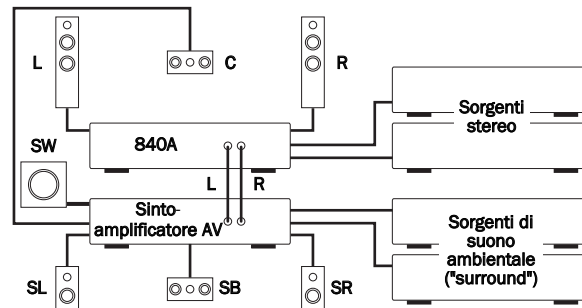 L
C
R
840A
Sorgenti
stereo
SW
L
R
Sinto-
amplificatore AV
Sorgenti di
suono
ambientale
("surround")
SL
SB
SR